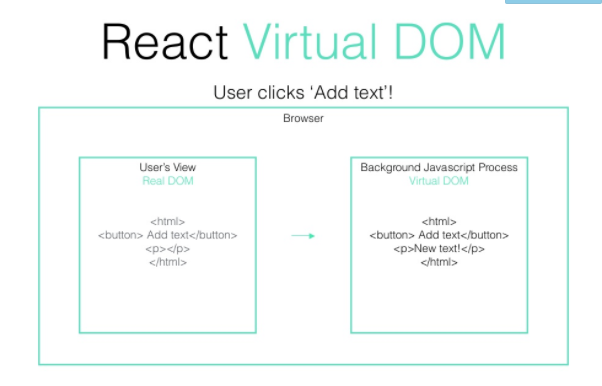 React Virtual DOM
User clicks ‘Add text’!
Browser
User's View
Real DOM
<html>
<button> Add text</button>
<p></p>
</html>
Background Javascript Process
Virtual DOM
<html>
<button> Add text</button>
<p>New text!</p>
</html>